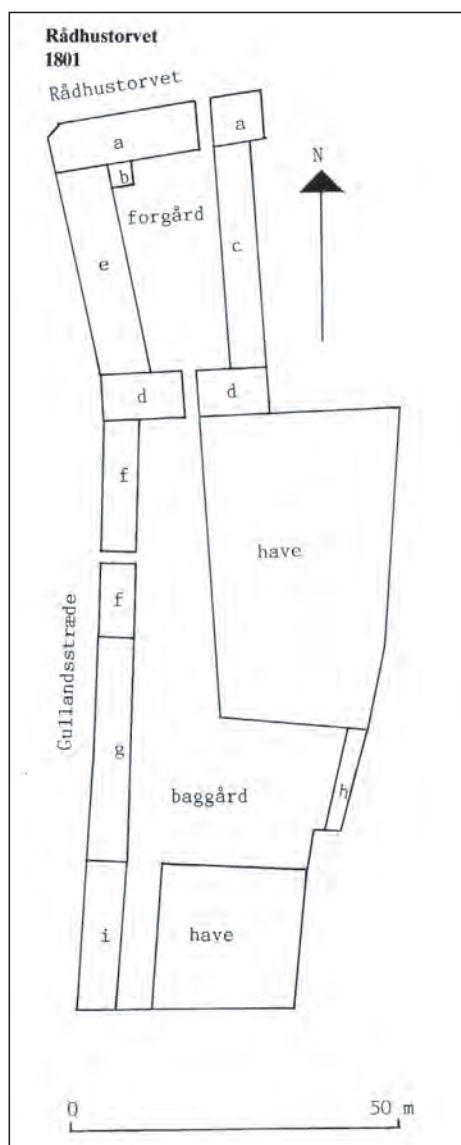 Rådhustorvet
1801
Rådhustorvet
a
a
N
b
forgård
e
c
d
d
f
have
f
Gullandsstræde
g
baggård
h
i
have
0
50 m